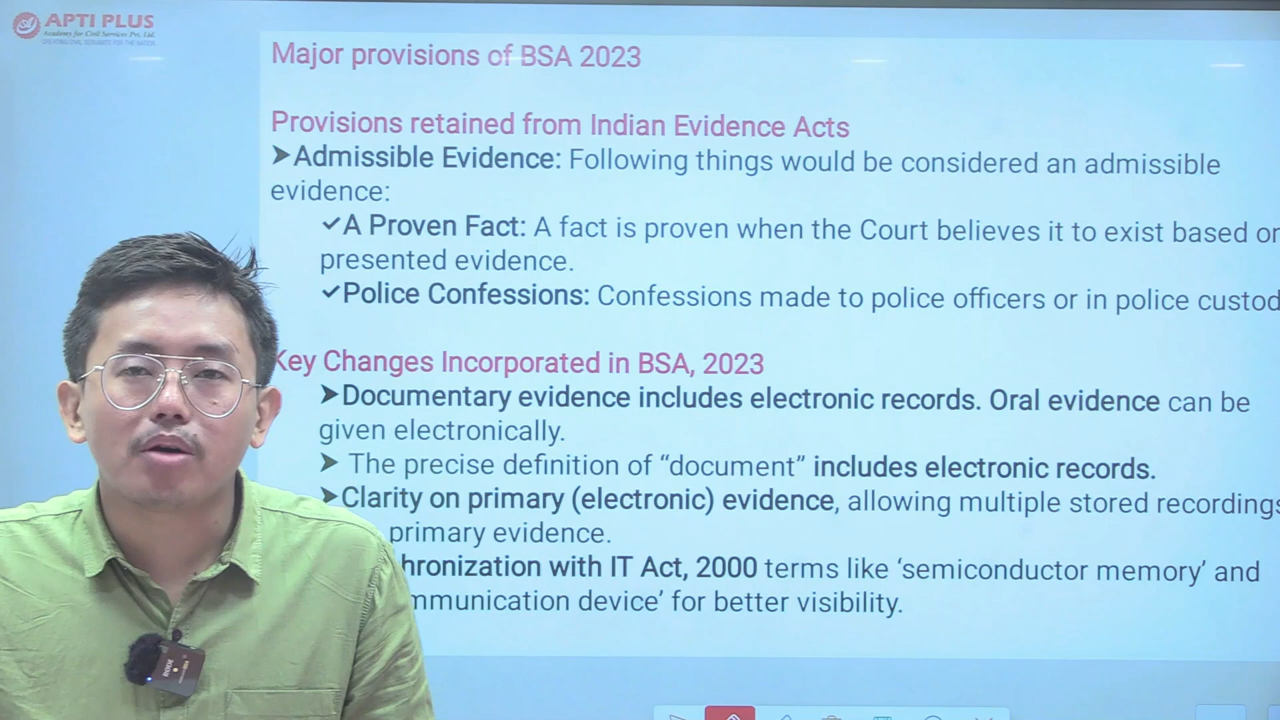 APTI PLUS
Academy for Civil Services Pvt. Ltd.
Major provisions of BSA 2023
Provisions retained from Indian Evidence Acts
➤Admissible Evidence: Following things would be considered an admissible
evidence:
✓A Proven Fact: A fact is proven when the Court believes it to exist based on
presented evidence.
✓Police Confessions: Confessions made to police officers or in police custod
Key Changes Incorporated in BSA, 2023
➤Documentary evidence includes electronic records. Oral evidence can be
given electronically.
➤ The precise definition of “document” includes electronic records.
➤Clarity on primary (electronic) evidence, allowing multiple stored recordings
primary evidence.
hronization with IT Act, 2000 terms like ‘semiconductor memory’ and
mmunication device’ for better visibility.